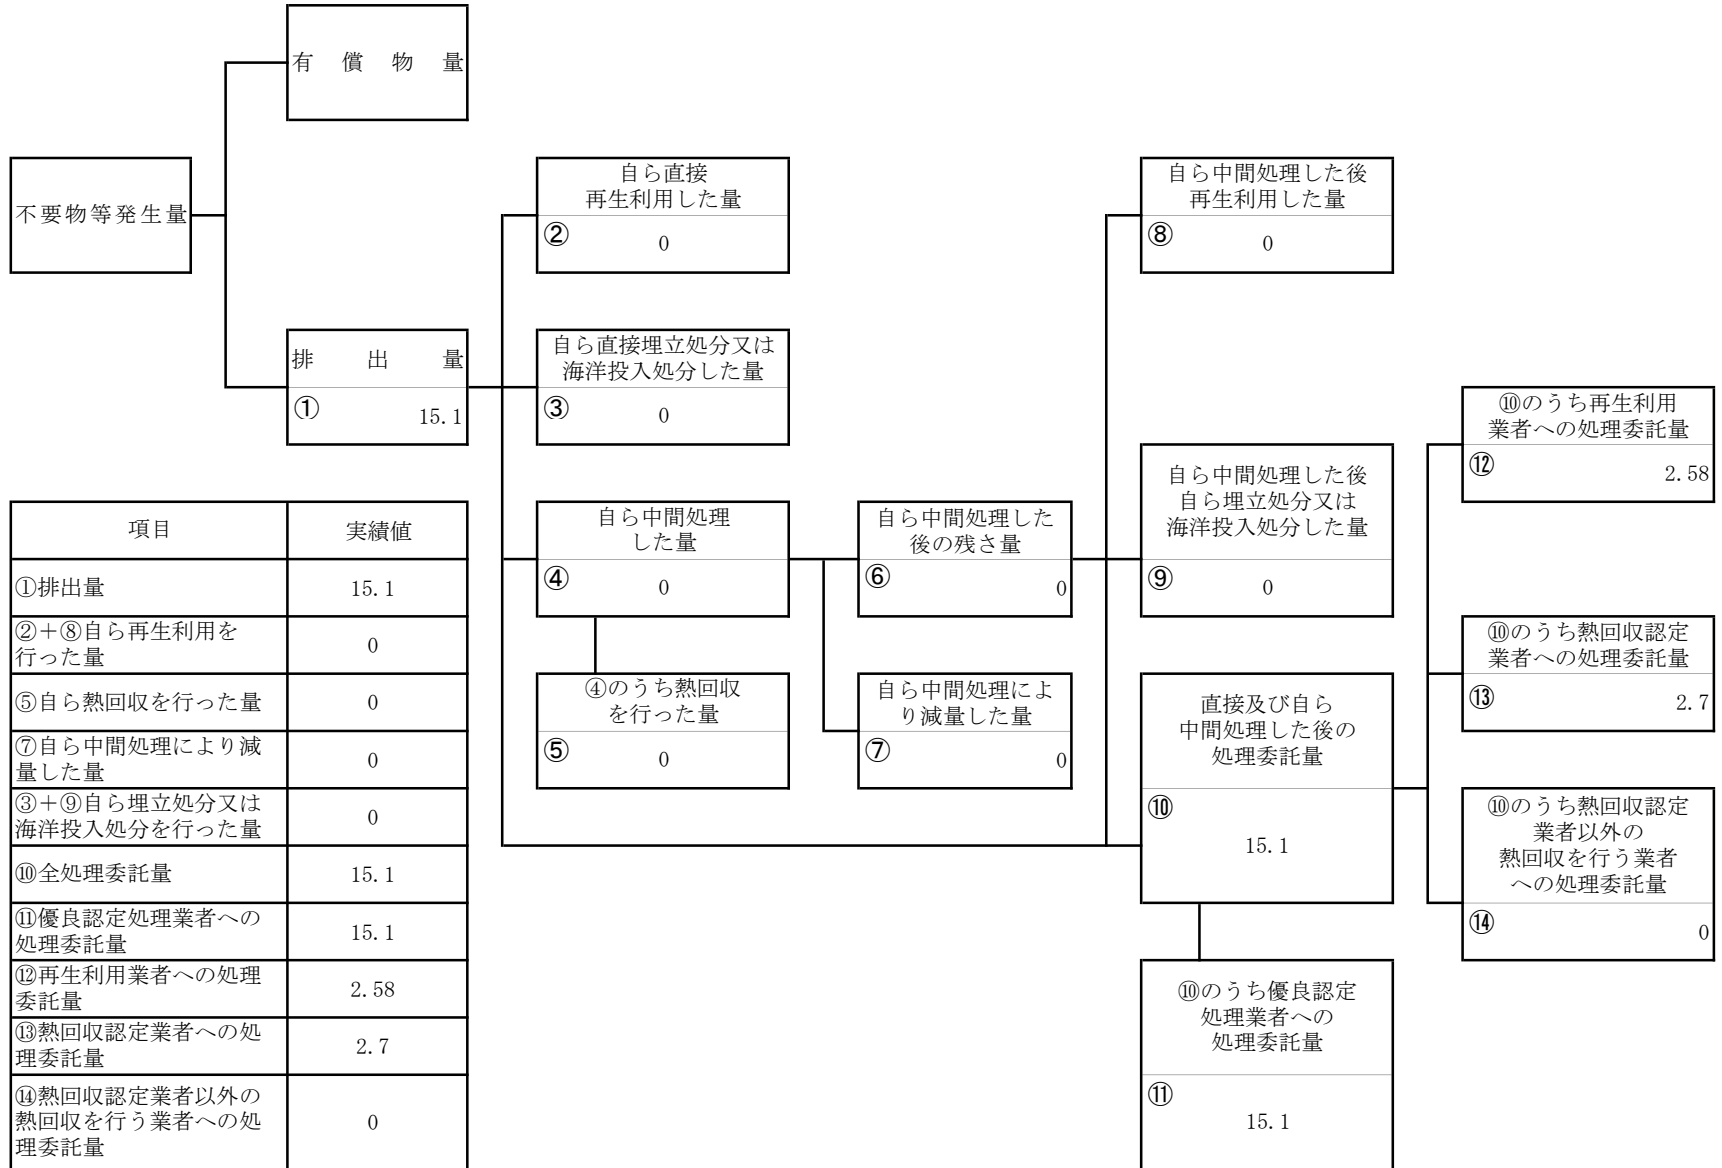 有償物量
不要物等発生量
排出量
① 15.1
自ら直接
再生利用した量
② 0
自ら直接埋立処分又は
海洋投入処分した量
③ 0
自ら中間処理
した量
④ 0
④のうち熱回収
を行った量
⑤ 0
自ら中間処理した
後の残さ量
⑥ 0
自ら中間処理によ
り減量した量
⑦ 0
自ら中間処理した後
再生利用した量
⑧ 0
自ら中間処理した後
自ら埋立処分又は
海洋投入処分した量
⑨ 0
直接及び自ら
中間処理した後の
処理委託量
⑩
15.1
⑩のうち優良認定
処理業者への
処理委託量
⑪
15.1
⑩のうち再生利用
業者への処理委託量
⑫ 2.58
⑩のうち熱回収認定
業者への処理委託量
⑬ 2.7
⑩のうち熱回収認定
業者以外の
熱回収を行う業者
への処理委託量
⑭ 0
項目 実績値
①排出量 15.1
②+⑧自ら再生利用を
行った量 0
⑤自ら熱回収を行った量 0
⑦自ら中間処理により減
量した量 0
③+⑨自ら埋立処分又は
海洋投入処分を行った量 0
⑩全処理委託量 15.1
⑪優良認定処理業者への
処理委託量 15.1
⑫再生利用業者への処理
委託量 2.58
⑬熱回収認定業者への処
理委託量 2.7
⑭熱回収認定業者以外の
熱回収を行う業者への処
理委託量 0